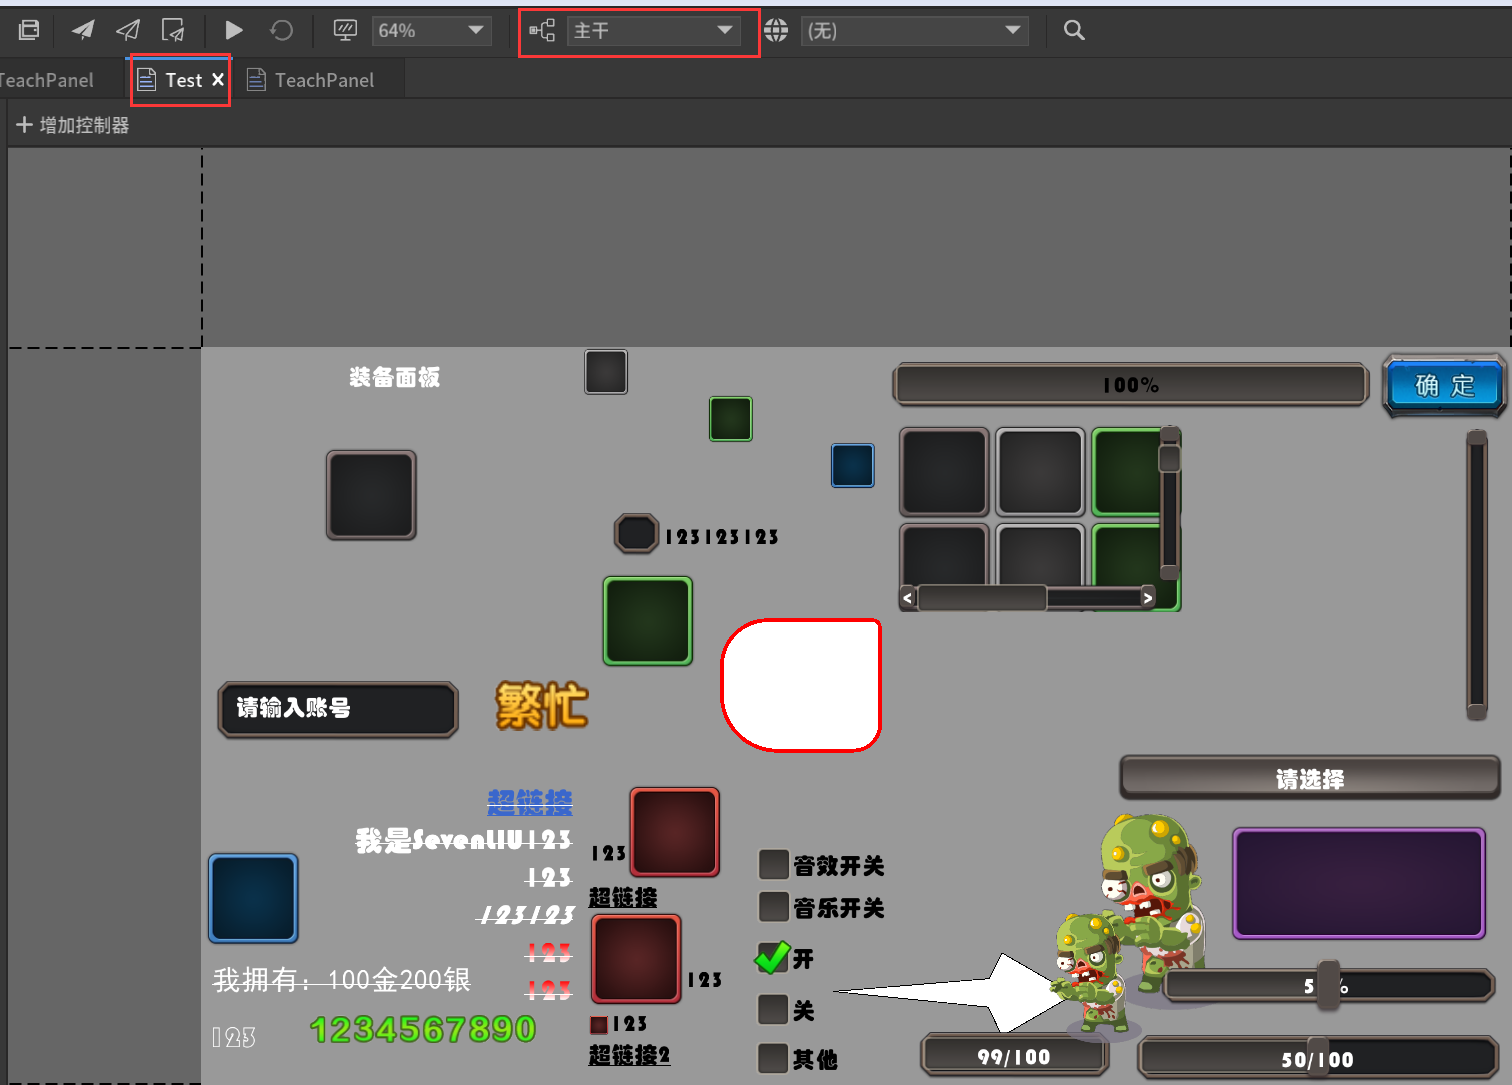 64%
主干
(无)
TeachPanel
Test
TeachPanel
增加控制器
装备面板
100%
确 定
123123123
< >
请输入账号
繁忙
请选择
超链接
我是SevenLIU123
123
123
123123
超链接
音效开关
音乐开关
123
开
123
我拥有：100金200银
123
关
123
1234567890
123
超链接2
其他
99/100
50/100